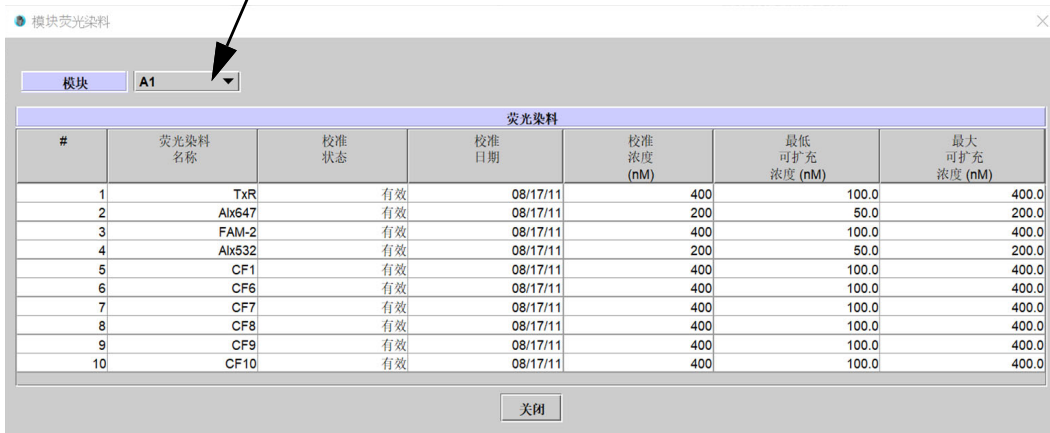 模块荧光染料
模块 A1
荧光染料
# 荧光染料名称 校准状态 校准日期 校准浓度 (nM) 最低可扩充浓度 (nM) 最大可扩充浓度 (nM)
1 TxR 有效 08/17/11 400 100.0 400.0
2 Alx647 有效 08/17/11 200 50.0 200.0
3 FAM-2 有效 08/17/11 400 100.0 400.0
4 Alx532 有效 08/17/11 200 50.0 200.0
5 CF1 有效 08/17/11 400 100.0 400.0
6 CF6 有效 08/17/11 400 100.0 400.0
7 CF7 有效 08/17/11 400 100.0 400.0
8 CF8 有效 08/17/11 400 100.0 400.0
9 CF9 有效 08/17/11 400 100.0 400.0
10 CF10 有效 08/17/11 400 100.0 400.0
关闭